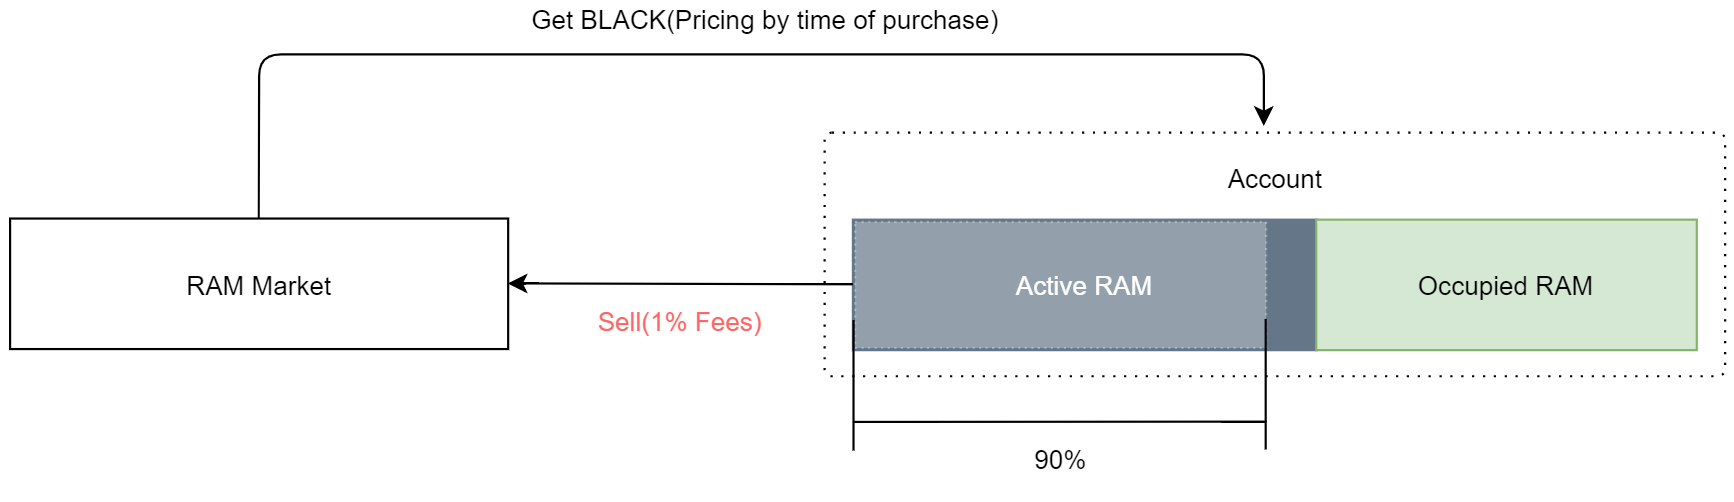 Get BLACK(Pricing by time of purchase)
Account
RAM Market
Active RAM
Occupied RAM
Sell(1% Fees)
90%